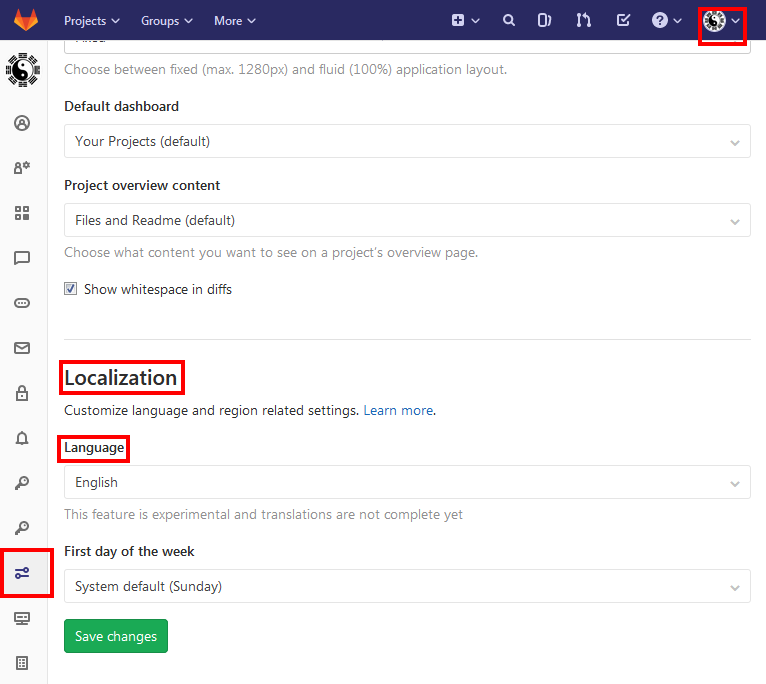 Projects Groups More
Choose between fixed (max. 1280px) and fluid (100%) application layout.
Default dashboard
Your Projects (default)
Project overview content
Files and Readme (default)
Choose what content you want to see on a project's overview page.
Show whitespace in diffs
Localization
Customize language and region related settings. Learn more.
Language
English
This feature is experimental and translations are not complete yet
First day of the week
System default (Sunday)
Save changes